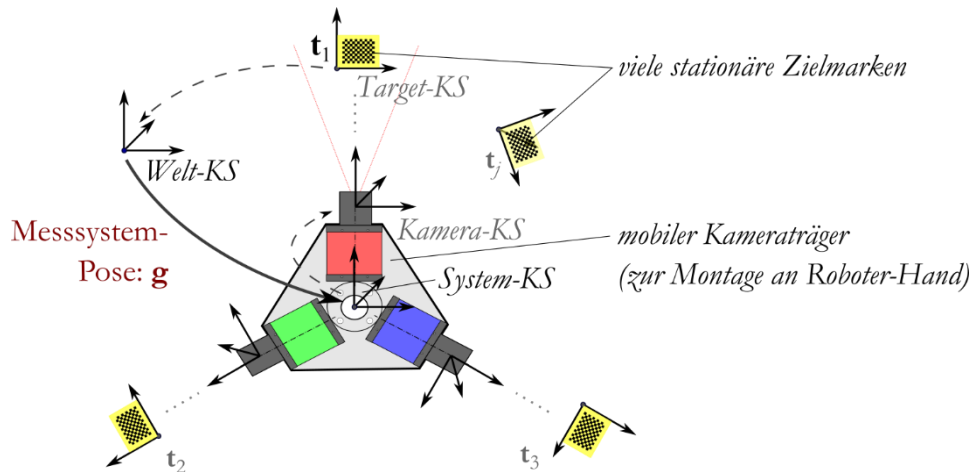 t1
viele stationäre Zielmarken
Target-KS
tj
Welt-KS
Messsystem-
Pose: g
Kamera-KS
mobiler Kameraträger
System-KS
(zur Montage an Roboter-Hand)
t2
t3